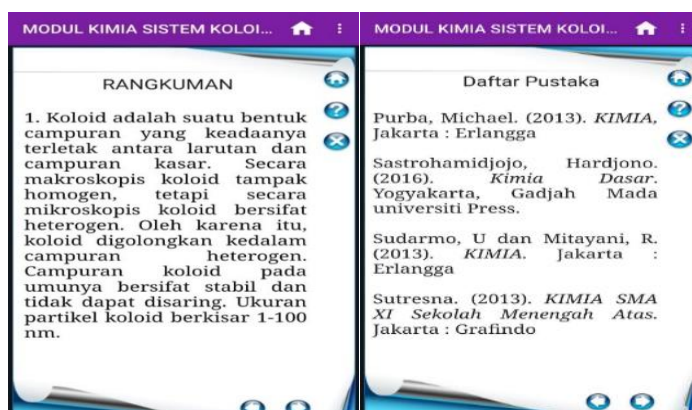 MODUL KIMIA SISTEM KOLOI...
RANGKUMAN
1. Koloid adalah suatu bentuk
campuran yang keadaanya
terletak antara larutan dan
campuran kasar. Secara
makroskopis koloid tampak
homogen, tetapi secara
mikroskopis koloid bersifat
heterogen. Oleh karena itu,
koloid digolongkan kedalam
campuran heterogen.
Campuran koloid pada
umunya bersifat stabil dan
tidak dapat disaring. Ukuran
partikel koloid berkisar 1-100
nm.
MODUL KIMIA SISTEM KOLOI...
Daftar Pustaka
Purba, Michael. (2013). KIMIA,
Jakarta : Erlangga
Sastrohamidjojo, Hardjono.
(2016). Kimia Dasar.
Yogyakarta, Gadjah Mada
universiti Press.
Sudarmo, U dan Mitayani, R.
(2013). KIMIA. Jakarta :
Erlangga
Sutresna. (2013). KIMIA SMA
XI Sekolah Menengah Atas.
Jakarta : Grafindo